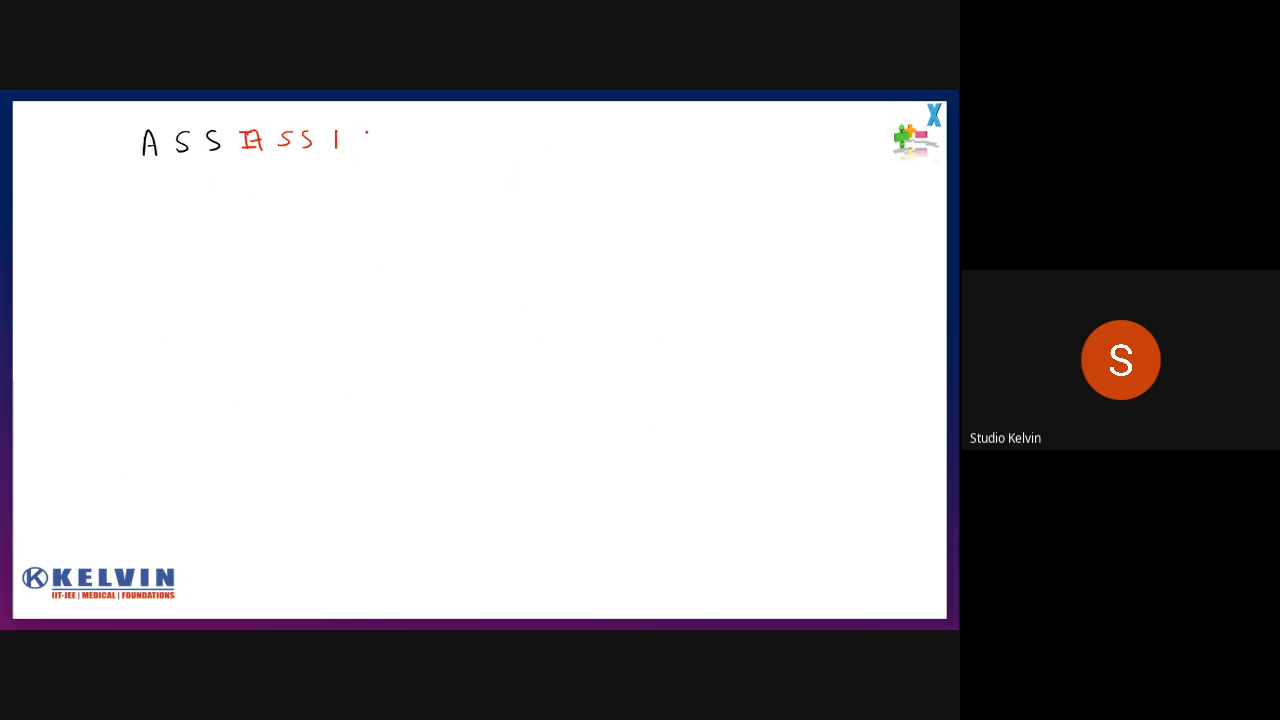 A S S I A S S I
KELVIN
IIT-JEE | MEDICAL | FOUNDATIONS
X
S
Studio Kelvin